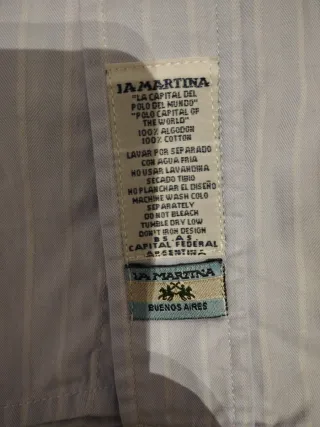 LA MARTINA
"LA CAPITAL DEL
POLO DEL MUNDO"
"POLO CAPITAL OF
THE WORLD"
100% ALGODON
100% COTTON
LAVAR POR SEPARADO
CON AGUA FRIA
NO USAR LAVANDINA
SECADO TIBIO
NO PLANCHAR EL DISEÑO
MACHINE WASH COLD
SEPARATELY
DO NOT BLEACH
TUMBLE DRY LOW
DON'T IRON DESIGN
BS. AS
CAPITAL FEDERAL
ARGENTINA
LA MARTINA
BUENOS AIRES